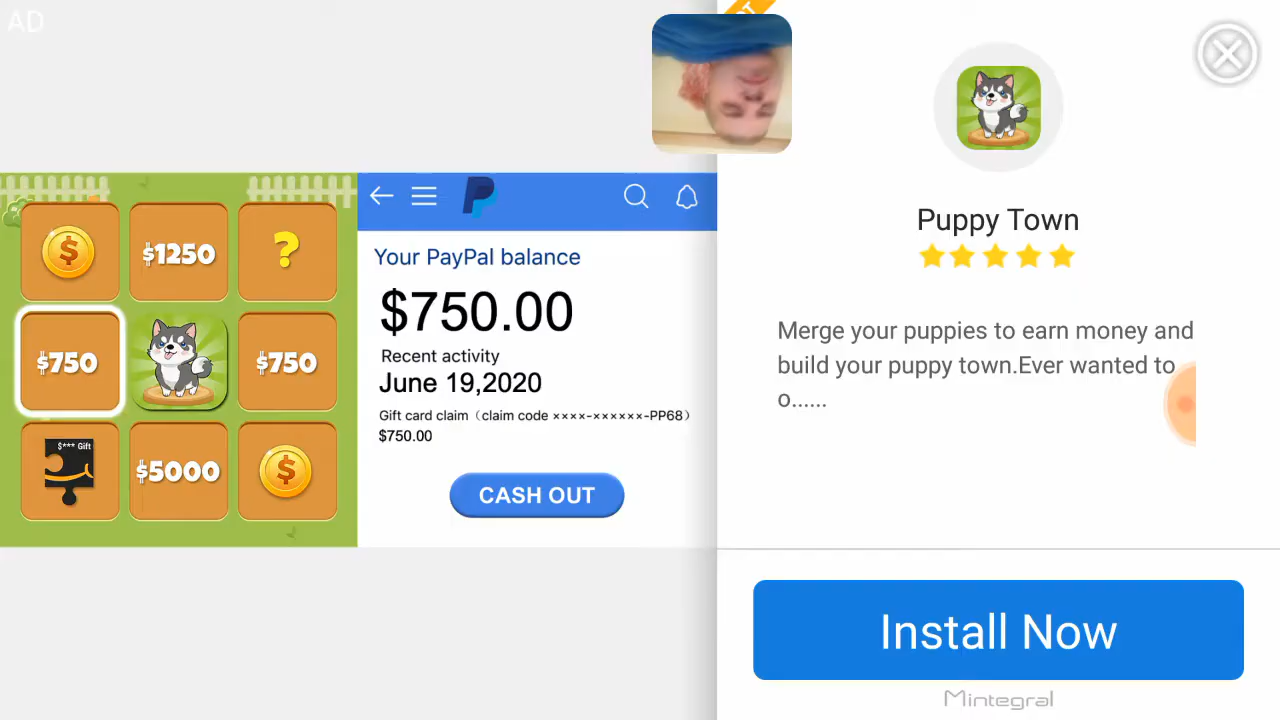 AD
$1250
?
$750
$750
$*** Gift
$5000
Your PayPal balance
$750.00
Recent activity
June 19,2020
Gift card claim（claim code ××××-××××××-PP68）
$750.00
CASH OUT
Puppy Town
Merge your puppies to earn money and
build your puppy town.Ever wanted to
o......
Install Now
Mintegral